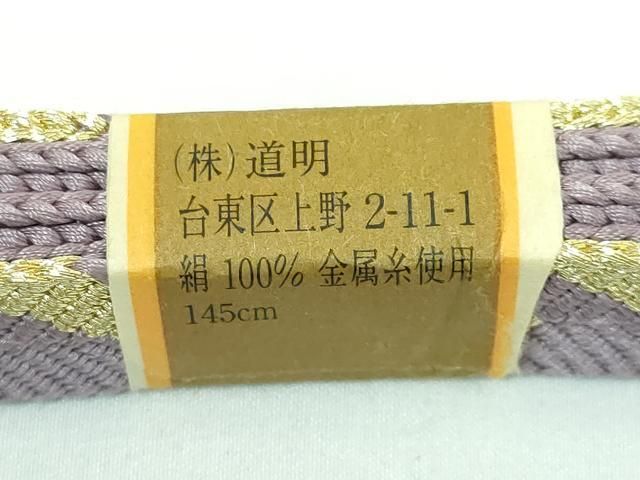 (株)道明
台東区上野 2-11-1
絹 100% 金属糸使用
145cm